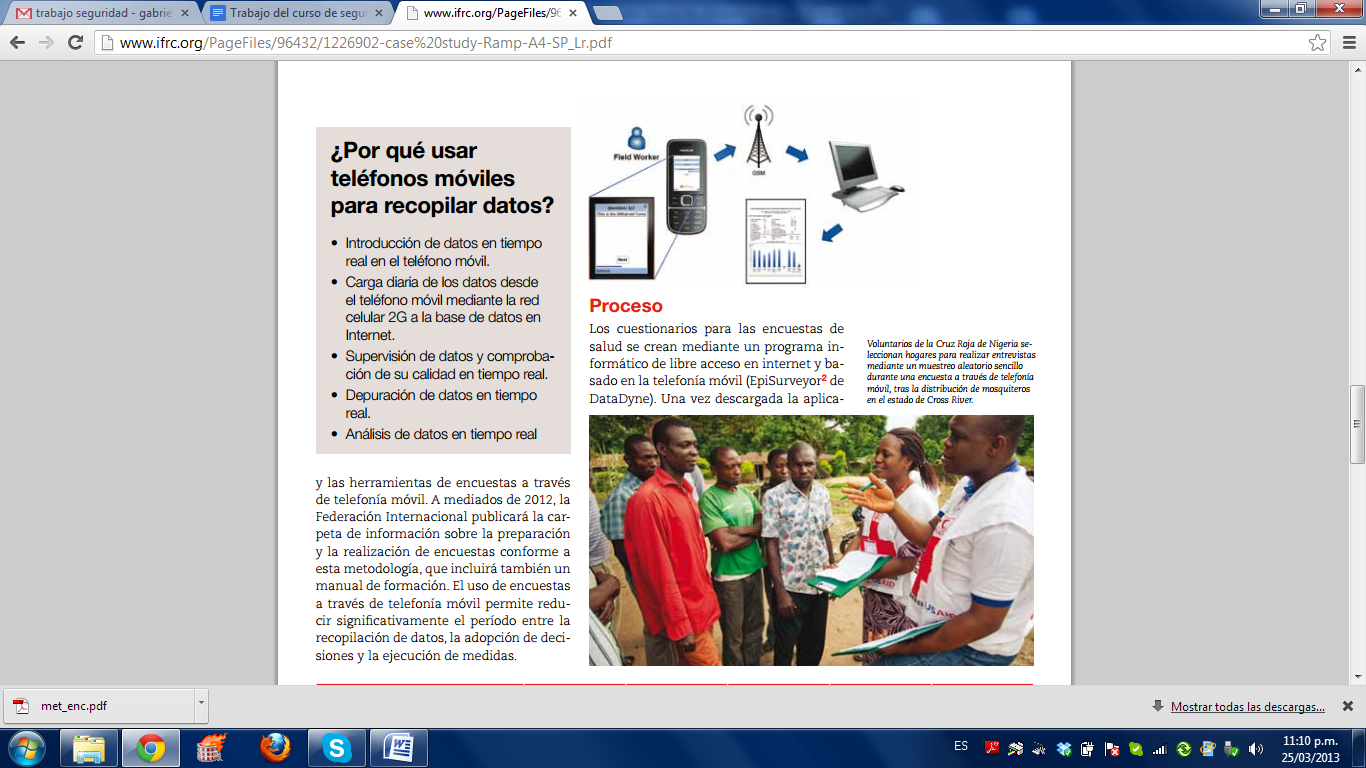 trabajo seguridad - gabrie
Trabajo del curso de segu
www.ifrc.org/PageFiles/96
www.ifrc.org/PageFiles/96432/1226902-case%20study-Ramp-A4-SP_Lr.pdf
¿Por qué usar
teléfonos móviles
para recopilar datos?
• Introducción de datos en tiempo
real en el teléfono móvil.
• Carga diaria de los datos desde
el teléfono móvil mediante la red
celular 2G a la base de datos en
Internet.
• Supervisión de datos y comproba-
ción de su calidad en tiempo real.
• Depuración de datos en tiempo
real.
• Análisis de datos en tiempo real
y las herramientas de encuestas a través
de telefonía móvil. A mediados de 2012, la
Federación Internacional publicará la car-
peta de información sobre la preparación
y la realización de encuestas conforme a
esta metodología, que incluirá también un
manual de formación. El uso de encuestas
a través de telefonía móvil permite redu-
cir significativamente el período entre la
recopilación de datos, la adopción de deci-
siones y la ejecución de medidas.
Field Worker
NOKIA
GSM
Next
Proceso
Los cuestionarios para las encuestas de
salud se crean mediante un programa in-
formático de libre acceso en internet y ba-
sado en la telefonía móvil (EpiSurveyor2 de
DataDyne). Una vez descargada la aplica-
Voluntarios de la Cruz Roja de Nigeria se-
leccionan hogares para realizar entrevistas
mediante un muestreo aleatorio sencillo
durante una encuesta a través de telefonía
móvil, tras la distribución de mosquiteros
en el estado de Cross River.
USAID
met_enc.pdf
Mostrar todas las descargas...
ES
11:10 p.m.
25/03/2013